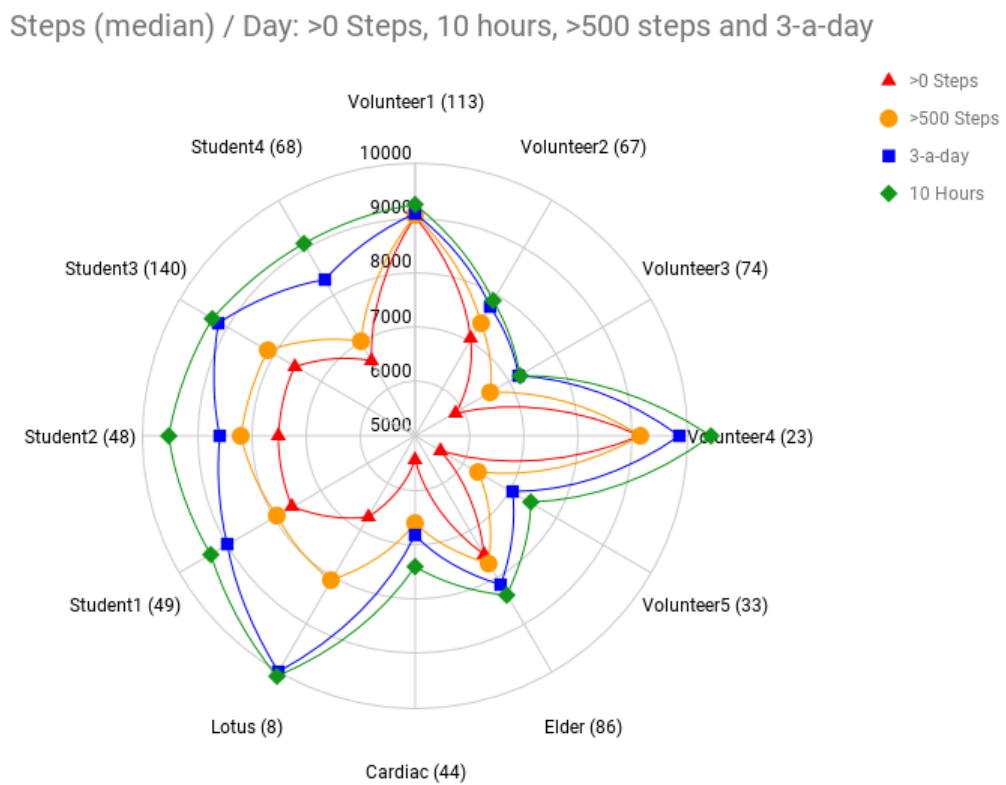 Steps (median) / Day: >0 Steps, 10 hours, >500 steps and 3-a-day
>0 Steps
>500 Steps
3-a-day
10 Hours
Volunteer1 (113)
Student4 (68)
Volunteer2 (67)
10000
9000
8000
7000
6000
5000
Student3 (140)
Volunteer3 (74)
Student2 (48)
Volunteer4 (23)
Student1 (49)
Volunteer5 (33)
Lotus (8)
Elder (86)
Cardiac (44)